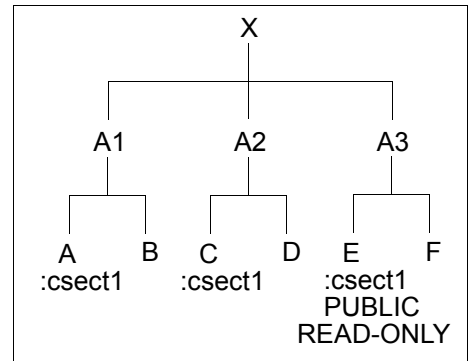 X
A1 A2 A3
A B C D E F
:csect1 :csect1 :csect1
PUBLIC
READ-ONLY